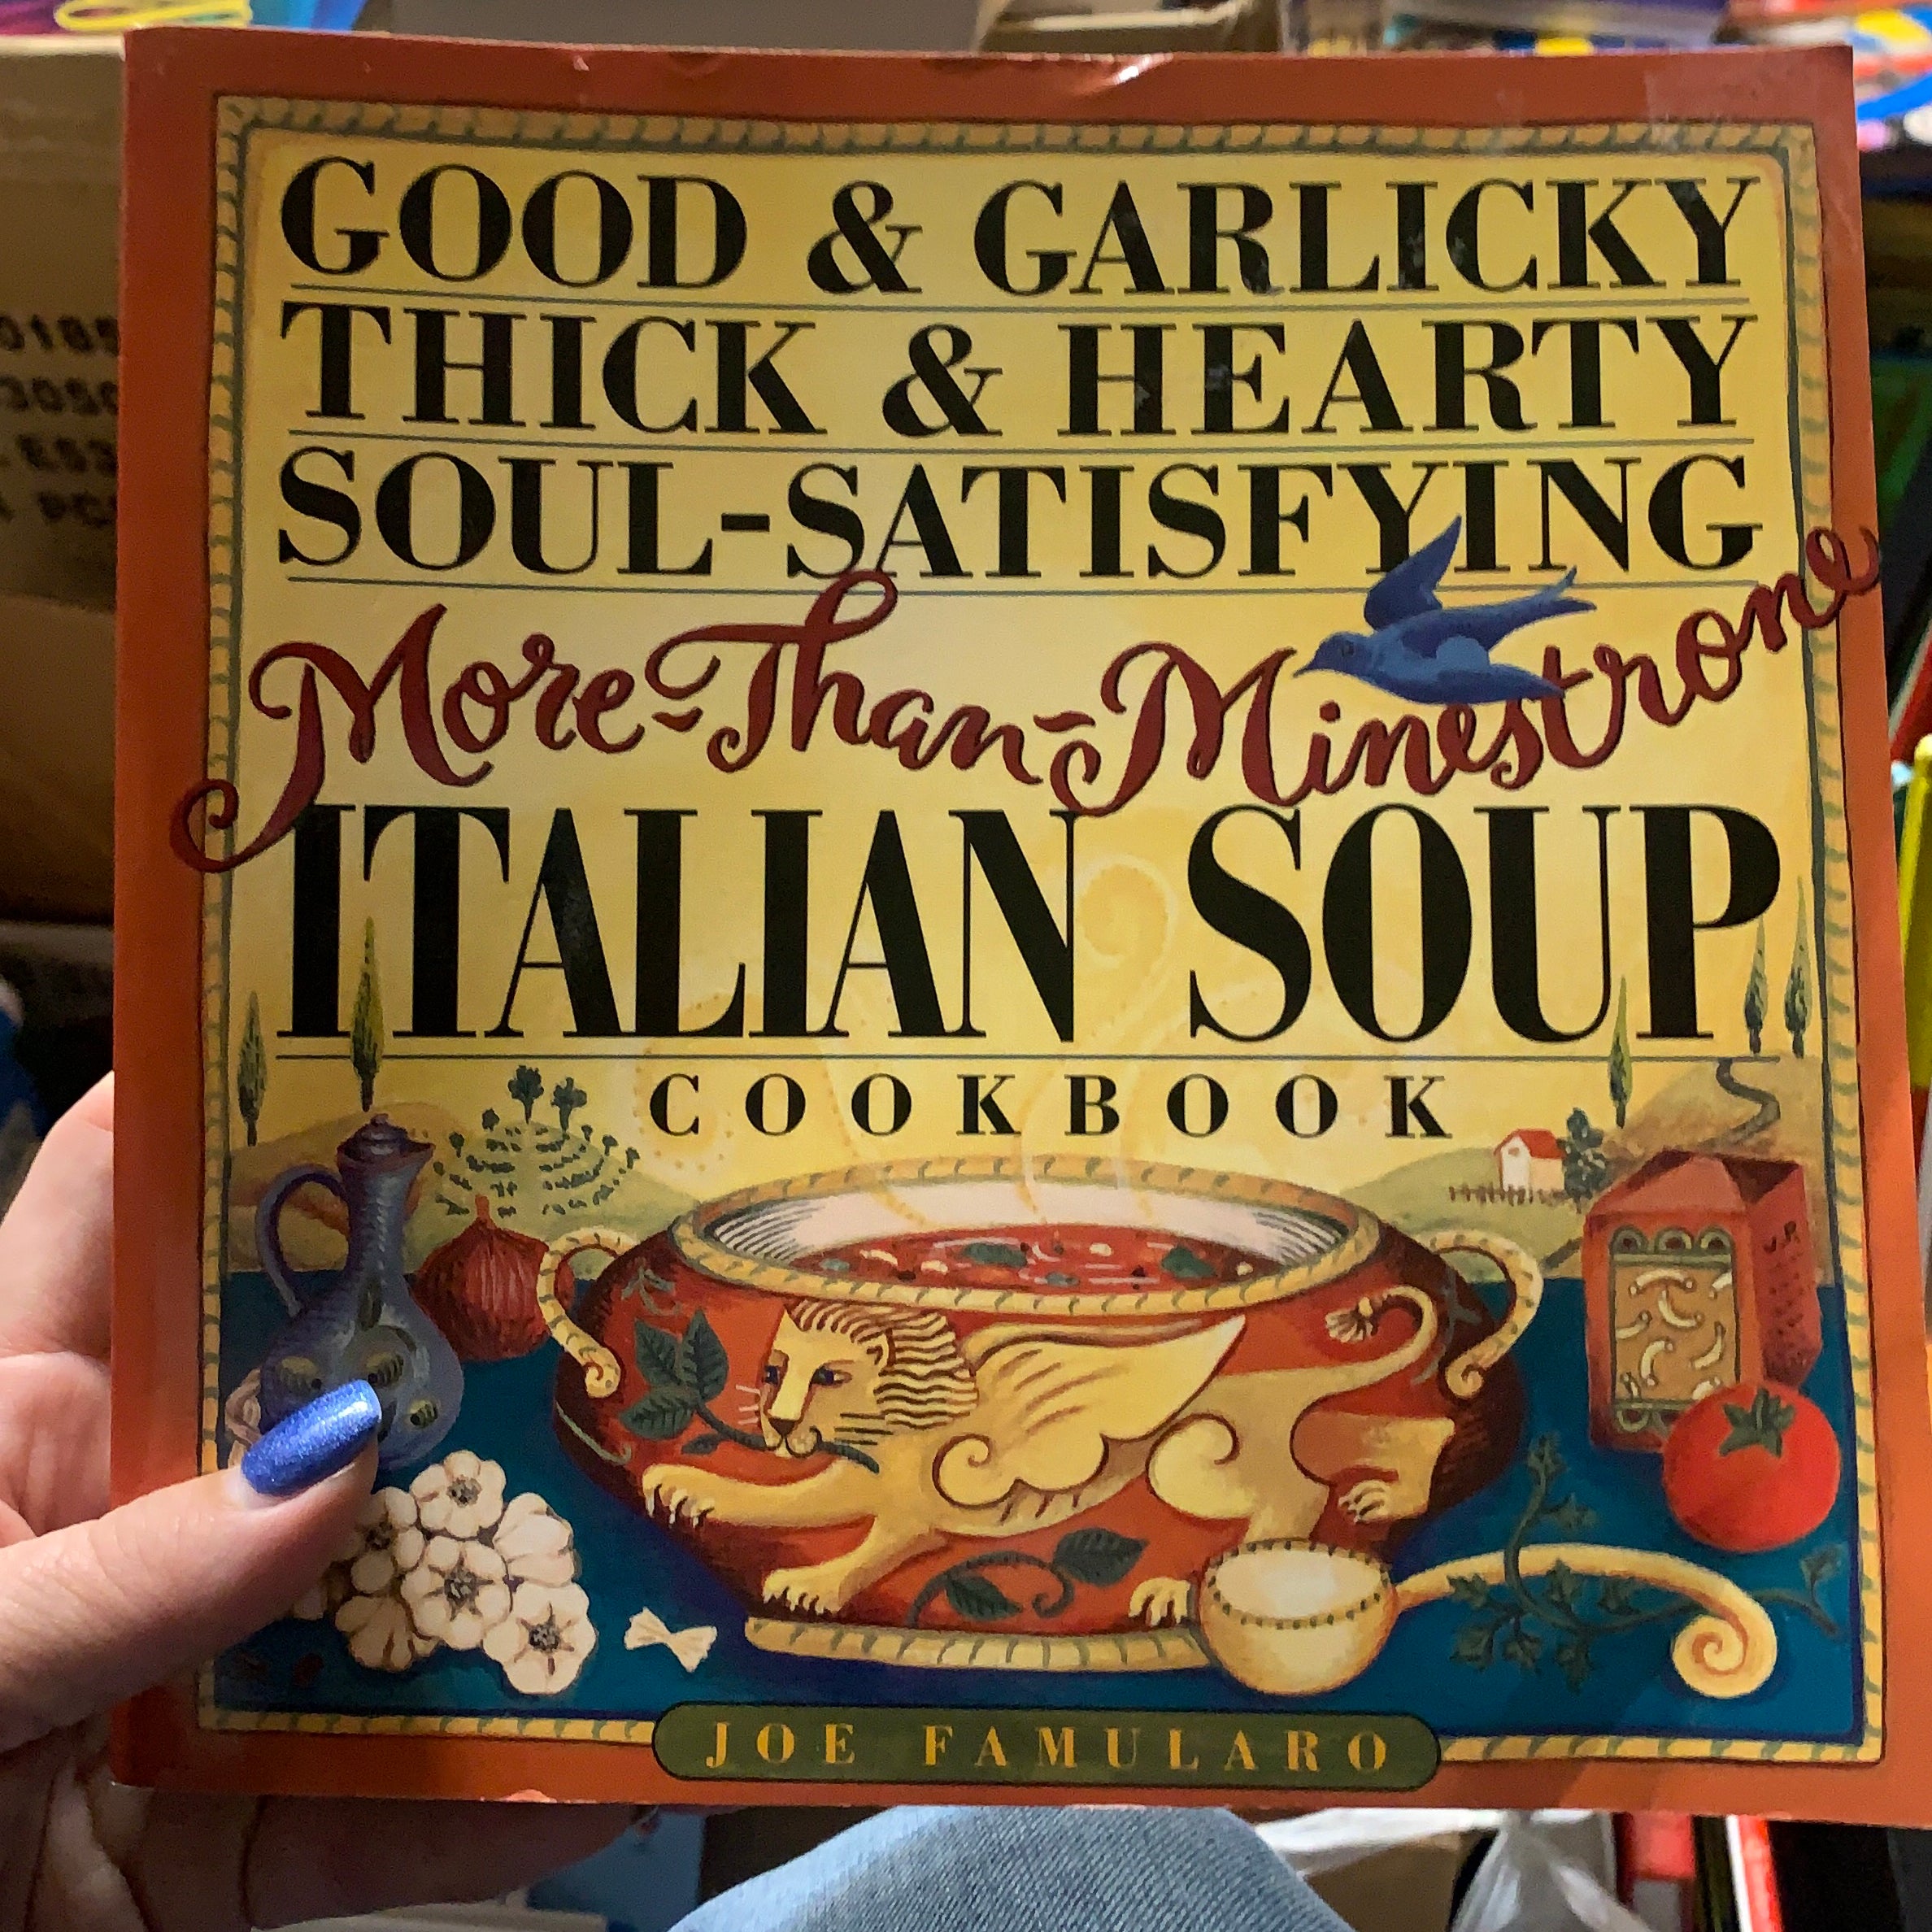 GOOD & GARLICKY
THICK & HEARTY
SOUL-SATISFYING
More-Than-Minestrone
ITALIAN SOUP
COOKBOOK
JOE FAMULARO